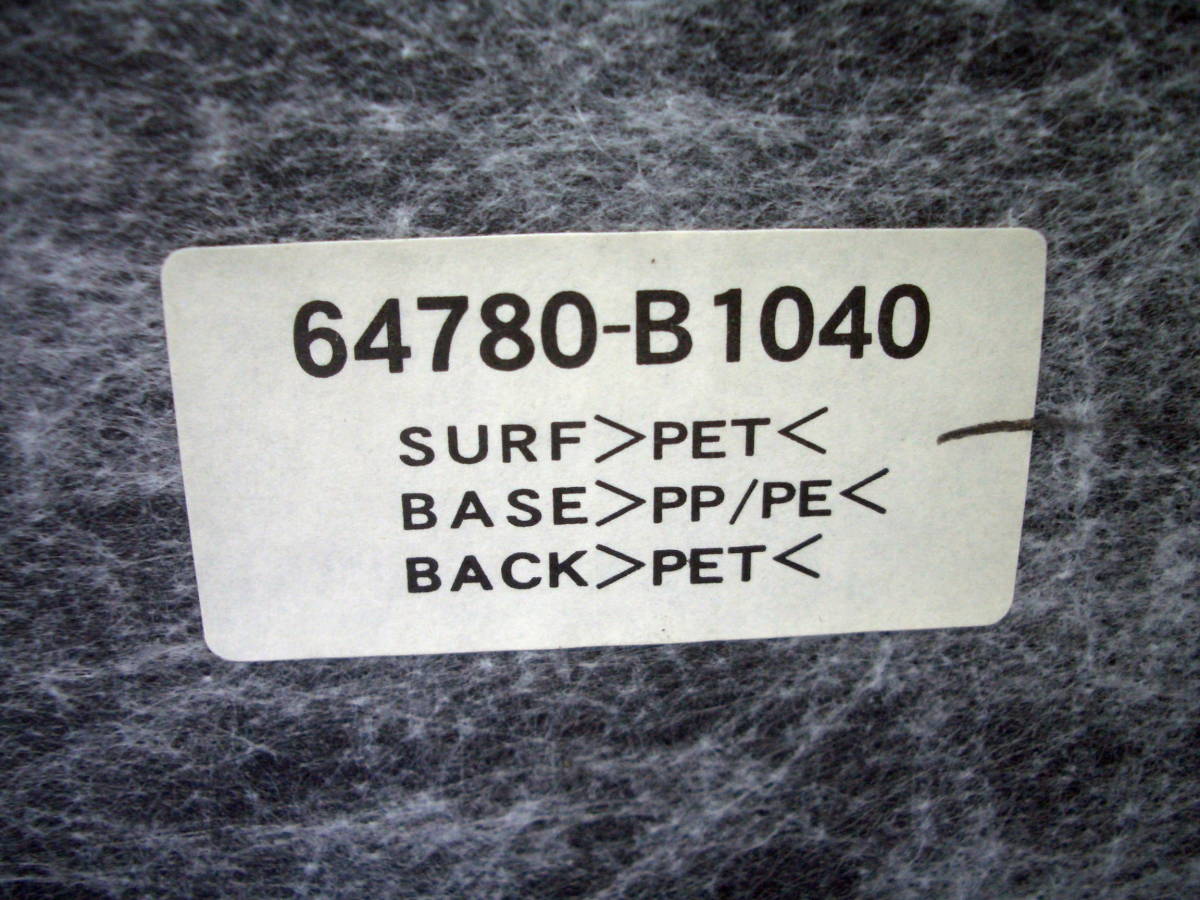 64780-B1040
SURF>PET<
BASE>PP/PE<
BACK>PET<